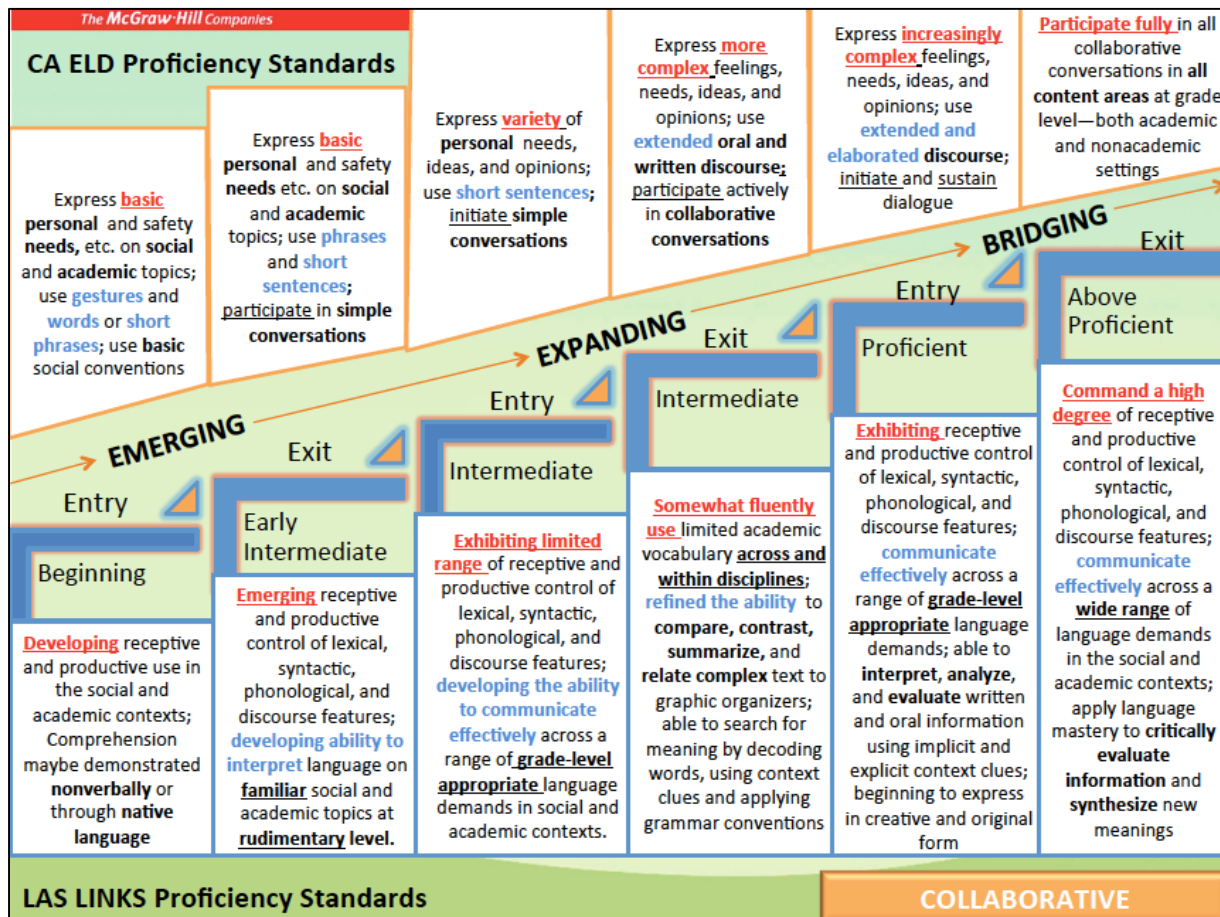 The McGraw·Hill Companies
CA ELD Proficiency Standards
Express basic
personal and safety
needs, etc. on social
and academic topics;
use gestures and
words or short
phrases; use basic
social conventions
Express basic
personal and safety
needs etc. on social
and academic
topics; use phrases
and short
sentences;
participate in simple
conversations
Express variety of
personal needs,
ideas, and opinions;
use short sentences;
initiate simple
conversations
Express more
complex feelings,
needs, ideas, and
opinions; use
extended oral and
written discourse;
participate actively
in collaborative
conversations
Express increasingly
complex feelings,
needs, ideas, and
opinions; use
extended and
elaborated discourse;
initiate and sustain
dialogue
Participate fully in all
collaborative
conversations in all
content areas at grade
level—both academic
and nonacademic
settings
EMERGING
EXPANDING
BRIDGING
Entry
Exit
Entry
Exit
Entry
Exit
Beginning
Early
Intermediate
Intermediate
Intermediate
Proficient
Above
Proficient
Developing receptive
and productive use in
the social and
academic contexts;
Comprehension
maybe demonstrated
nonverbally or
through native
language
Emerging receptive
and productive
control of lexical,
syntactic,
phonological, and
discourse features;
developing ability to
interpret language on
familiar social and
academic topics at
rudimentary level.
Exhibiting limited
range of receptive and
productive control of
lexical, syntactic,
phonological, and
discourse features;
developing the ability
to communicate
effectively across a
range of grade-level
appropriate language
demands in social and
academic contexts.
Somewhat fluently
use limited academic
vocabulary across and
within disciplines;
refined the ability to
compare, contrast,
summarize, and
relate complex text to
graphic organizers;
able to search for
meaning by decoding
words, using context
clues and applying
grammar conventions
Exhibiting receptive
and productive control
of lexical, syntactic,
phonological, and
discourse features;
communicate
effectively across a
range of grade-level
appropriate language
demands; able to
interpret, analyze,
and evaluate written
and oral information
using implicit and
explicit context clues;
beginning to express
in creative and original
form
Command a high
degree of receptive
and productive
control of lexical,
syntactic,
phonological, and
discourse features;
communicate
effectively across a
wide range of
language demands
in the social and
academic contexts;
apply language
mastery to critically
evaluate
information and
synthesize new
meanings
LAS LINKS Proficiency Standards
COLLABORATIVE